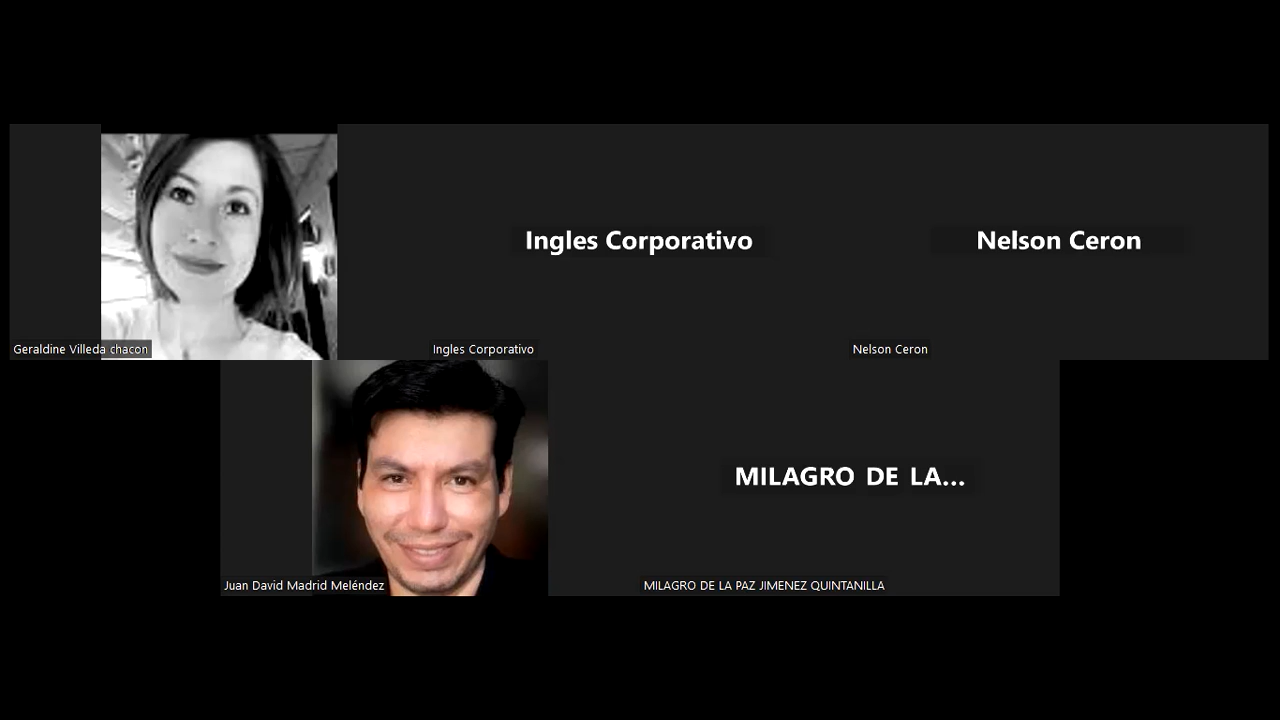 Ingles Corporativo
Nelson Ceron
Geraldine Villeda chacon
Ingles Corporativo
Nelson Ceron
MILAGRO DE LA...
Juan David Madrid Meléndez
MILAGRO DE LA PAZ JIMENEZ QUINTANILLA